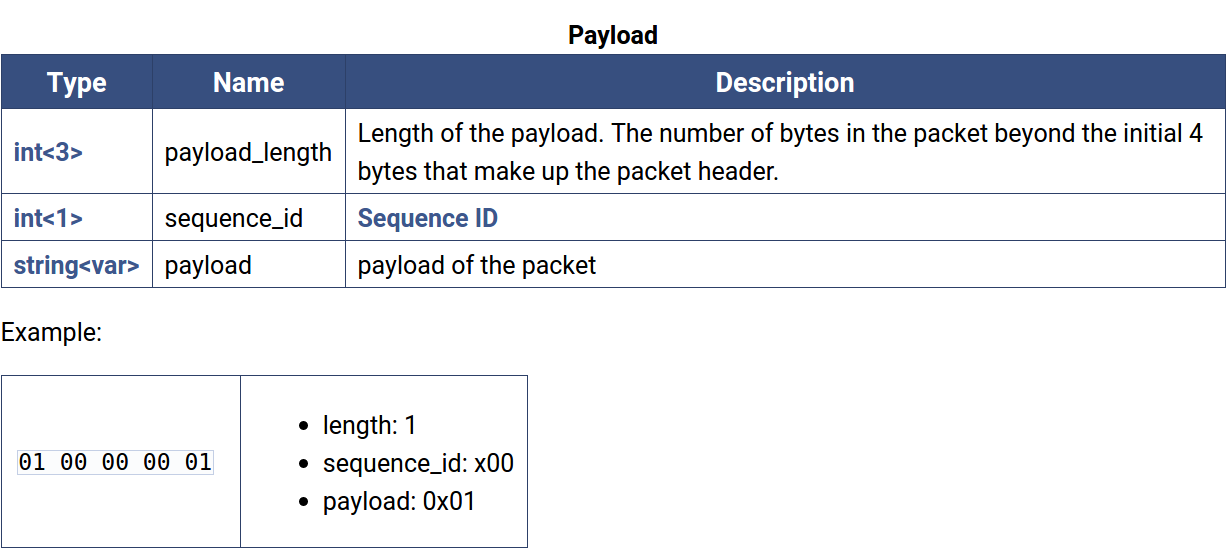 Payload
Type Name Description
int<3> payload_length Length of the payload. The number of bytes in the packet beyond the initial 4
bytes that make up the packet header.
int<1> sequence_id Sequence ID
string<var> payload payload of the packet
Example:
01 00 00 00 01
length: 1
sequence_id: x00
payload: 0x01